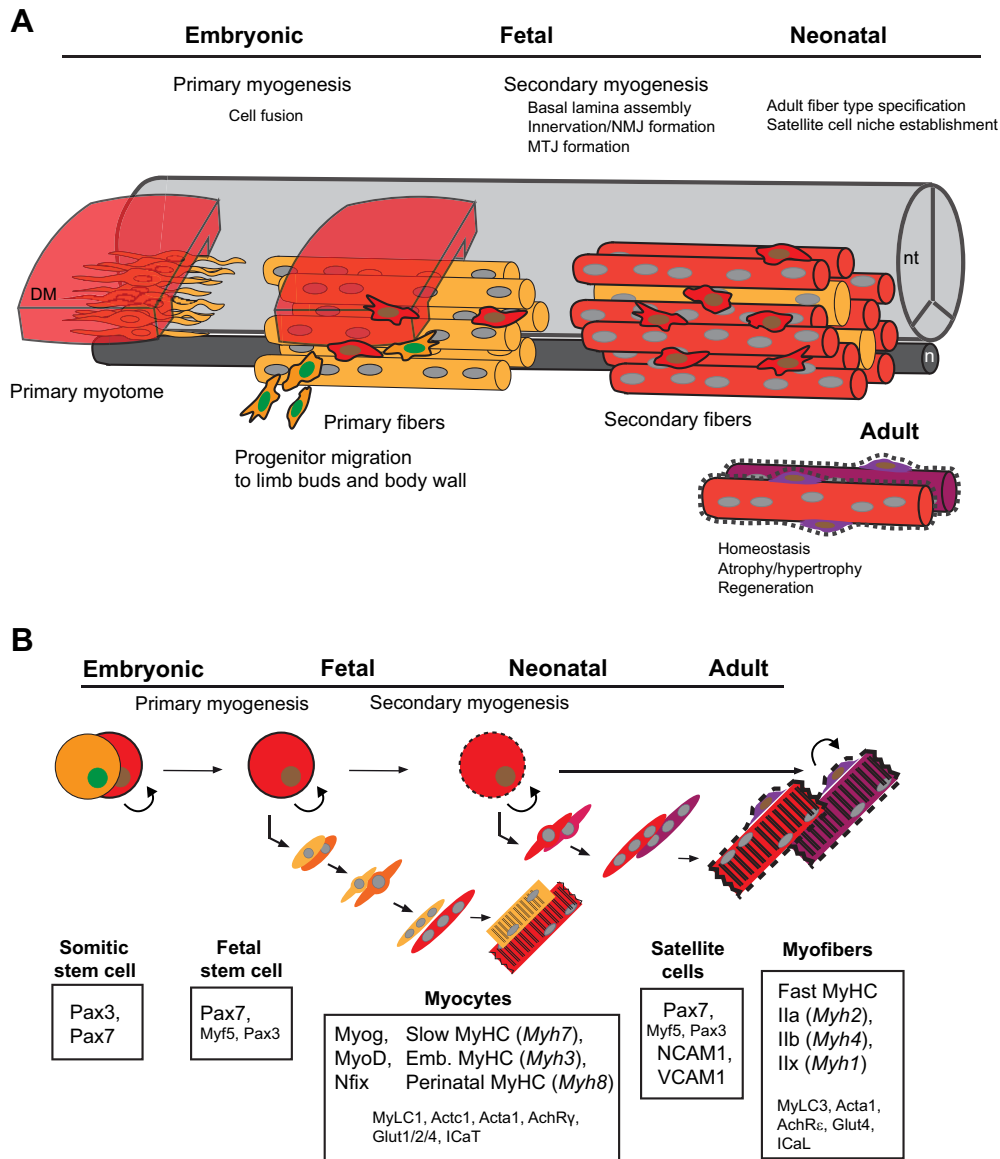 A
Embryonic Fetal Neonatal
Primary myogenesis
Cell fusion
Secondary myogenesis
Basal lamina assembly
Innervation/NMJ formation
MTJ formation
Adult fiber type specification
Satellite cell niche establishment
DM
nt
n
Primary myotome
Primary fibers
Secondary fibers
Progenitor migration
to limb buds and body wall
Adult
Homeostasis
Atrophy/hypertrophy
Regeneration
B
Embryonic Fetal Neonatal Adult
Primary myogenesis Secondary myogenesis
Somitic
stem cell
Pax3,
Pax7
Fetal
stem cell
Pax7,
Myf5, Pax3
Myocytes
Myog, Slow MyHC (Myh7),
MyoD, Emb. MyHC (Myh3),
Nfix Perinatal MyHC (Myh8)
MyLC1, Actc1, Acta1, AchRγ,
Glut1/2/4, ICaT
Satellite
cells
Pax7,
Myf5, Pax3
NCAM1,
VCAM1
Myofibers
Fast MyHC
IIa (Myh2),
IIb (Myh4),
IIx (Myh1)
MyLC3, Acta1,
AchRε, Glut4,
ICaL